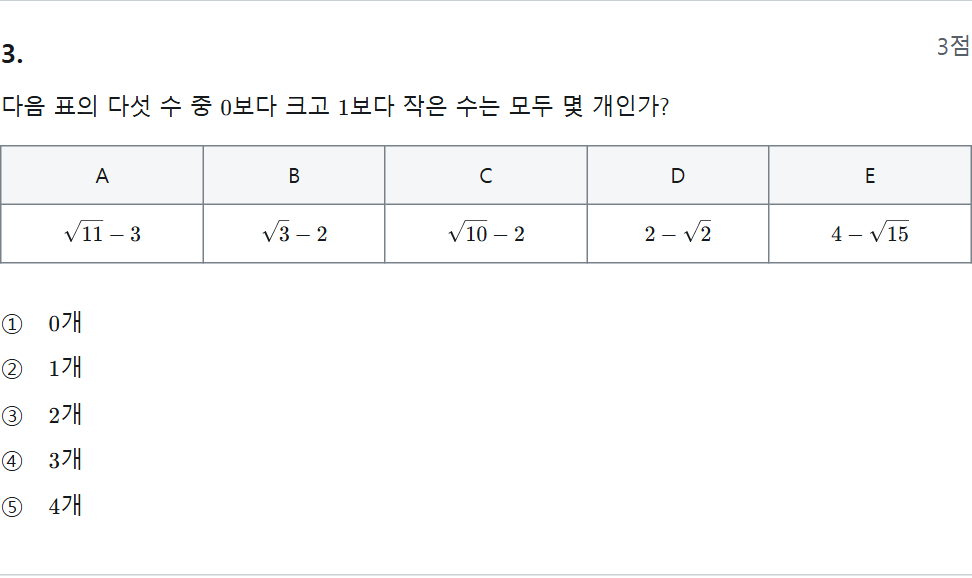 3.
3점
다음 표의 다섯 수 중 0보다 크고 1보다 작은 수는 모두 몇 개인가?
A B C D E
√11 − 3 √3 − 2 √10 − 2 2 − √2 4 − √15
① 0개
② 1개
③ 2개
④ 3개
⑤ 4개